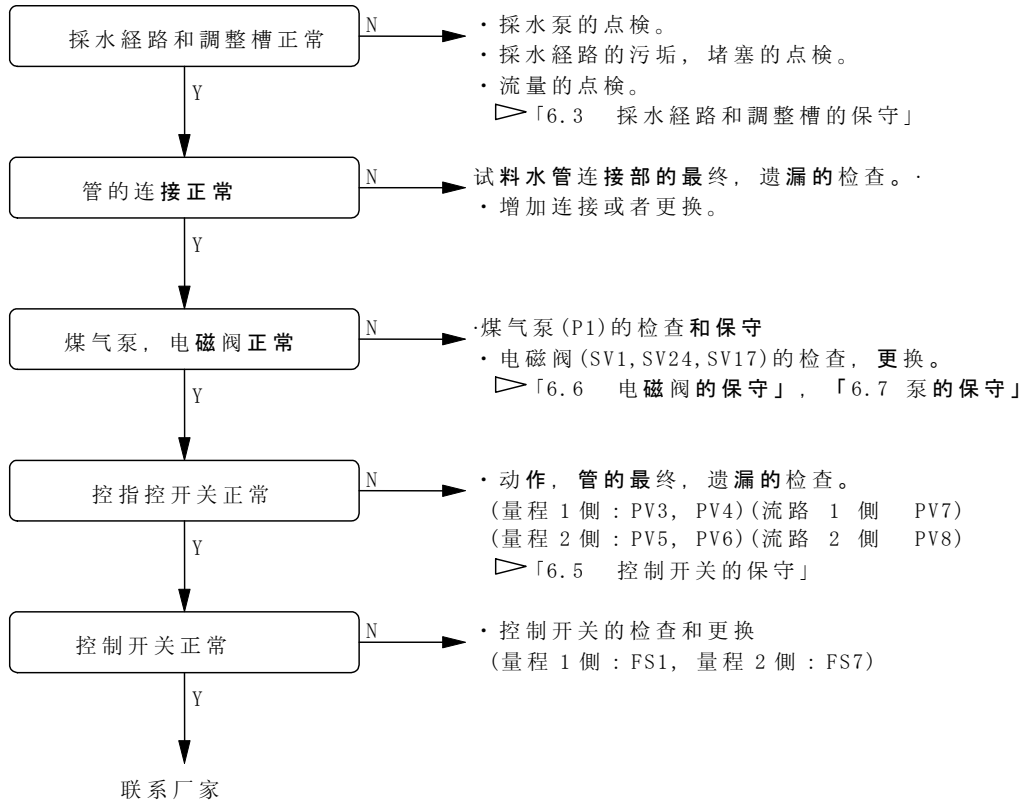 採水経路和調整槽正常
N
・採水泵的点検。
・採水経路的污垢, 堵塞的点検。
・流量的点検。
「6.3 採水経路和調整槽的保守」
Y
管的连接正常
N
试料水管连接部的最终, 遗漏的检查。·
・增加连接或者更换。
Y
煤气泵, 电磁阀正常
N
·煤气泵(P1)的检查和保守
・电磁阀(SV1,SV24,SV17)的检查, 更换。
「6.6 电磁阀的保守」, 「6.7 泵的保守」
Y
控指控开关正常
N
・动作, 管的最终, 遗漏的检查。
(量程 1 側：PV3, PV4)(流路 1 側 PV7)
(量程 2 側：PV5, PV6)(流路 2 側 PV8)
「6.5 控制开关的保守」
Y
控制开关正常
N
・控制开关的检查和更换
(量程 1 側：FS1, 量程 2 側：FS7)
Y
联系厂家